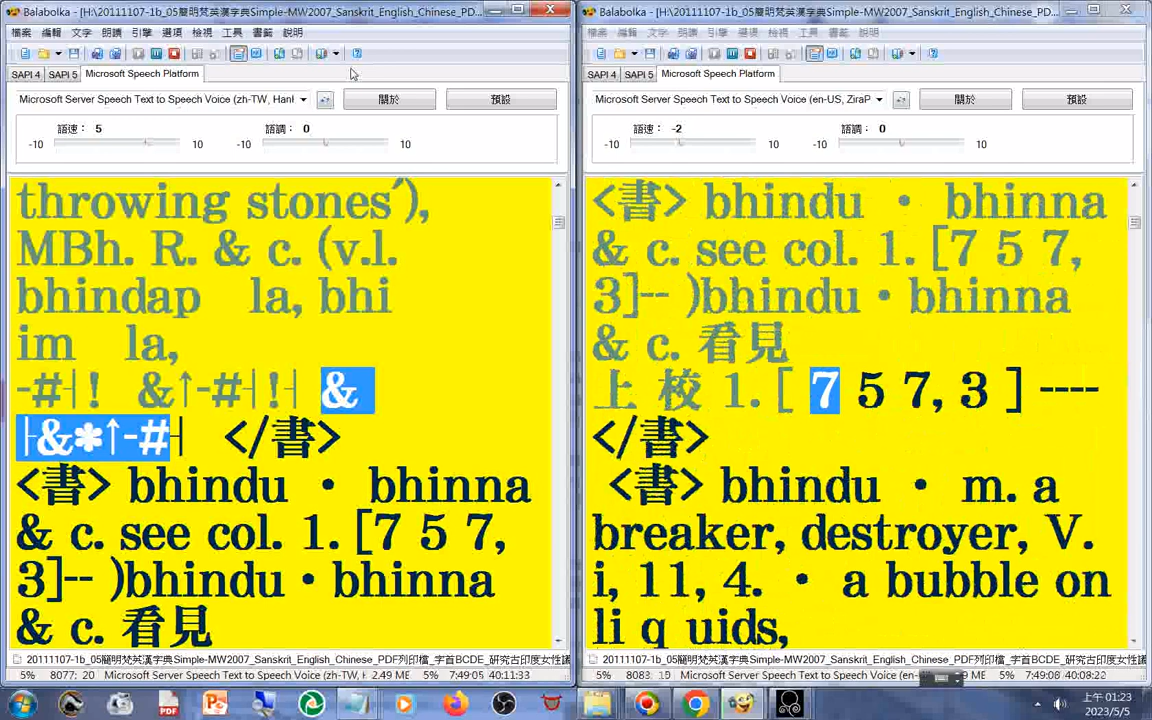 Balabolka - [H:\20111107-1b_05簡明梵英漢字典Simple-MW2007_Sanskrit_English_Chinese_PD...
檔案 編輯 文字 朗讀 引擎 選項 檢視 工具 書籤 說明
SAPI 4 SAPI 5 Microsoft Speech Platform
Microsoft Server Speech Text to Speech Voice (zh-TW, Hanl 關於 預設
語速： 5 語調： 0
-10 10 -10 10
throwing stones´),
MBh. R. & c. (v.l.
bhindap la, bhi
im la,
-#┤! &↑-#┤!┤ &
├&*↑-#┤ </書>
<書> bhindu • bhinna
& c. see col. 1. [7 5 7,
3]-- )bhindu • bhinna
& c. 看見
20111107-1b_05簡明梵英漢字典Simple-MW2007_Sanskrit_English_Chinese_PDF列印檔_字首BCDE_研究古印度女性議
5% 8077; 20 Microsoft Server Speech Text to Speech Voice (zh-TW, H 2.49 ME 5% 7:49:05 40:11:33
Balabolka - [H:\20111107-1b_05簡明梵英漢字典Simple-MW2007_Sanskrit_English_Chinese_PD...
檔案 編輯 文字 朗讀 引擎 選項 檢視 工具 書籤 說明
SAPI 4 SAPI 5 Microsoft Speech Platform
Microsoft Server Speech Text to Speech Voice (en-US, ZiraP 關於 預設
語速： -2 語調： 0
-10 10 -10 10
<書> bhindu • bhinna
& c. see col. 1. [7 5 7,
3]-- )bhindu • bhinna
& c. 看見
上 校 1. [ 7 5 7, 3 ] ----
</書>
<書> bhindu • m. a
breaker, destroyer, V.
i, 11, 4. • a bubble on
li q uids,
20111107-1b_05簡明梵英漢字典Simple-MW2007_Sanskrit_English_Chinese_PDF列印檔_字首BCDE_研究古印度女性議
5% 8083; Microsoft Server Speech Text to Speech Voice (en- ME 5% 7:49:05 40:08:22
上午 01:23
2023/5/5